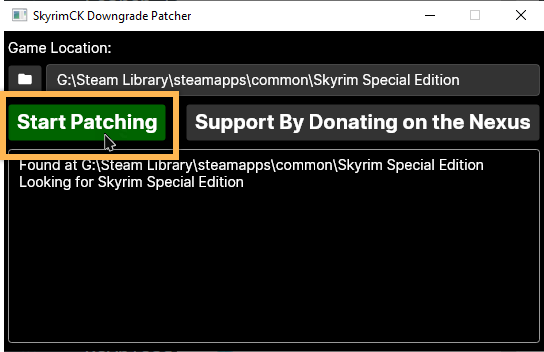 SkyrimCK Downgrade Patcher
Game Location:
G:\Steam Library\steamapps\common\Skyrim Special Edition
Start Patching
Support By Donating on the Nexus
Found at G:\Steam Library\steamapps\common\Skyrim Special Edition
Looking for Skyrim Special Edition